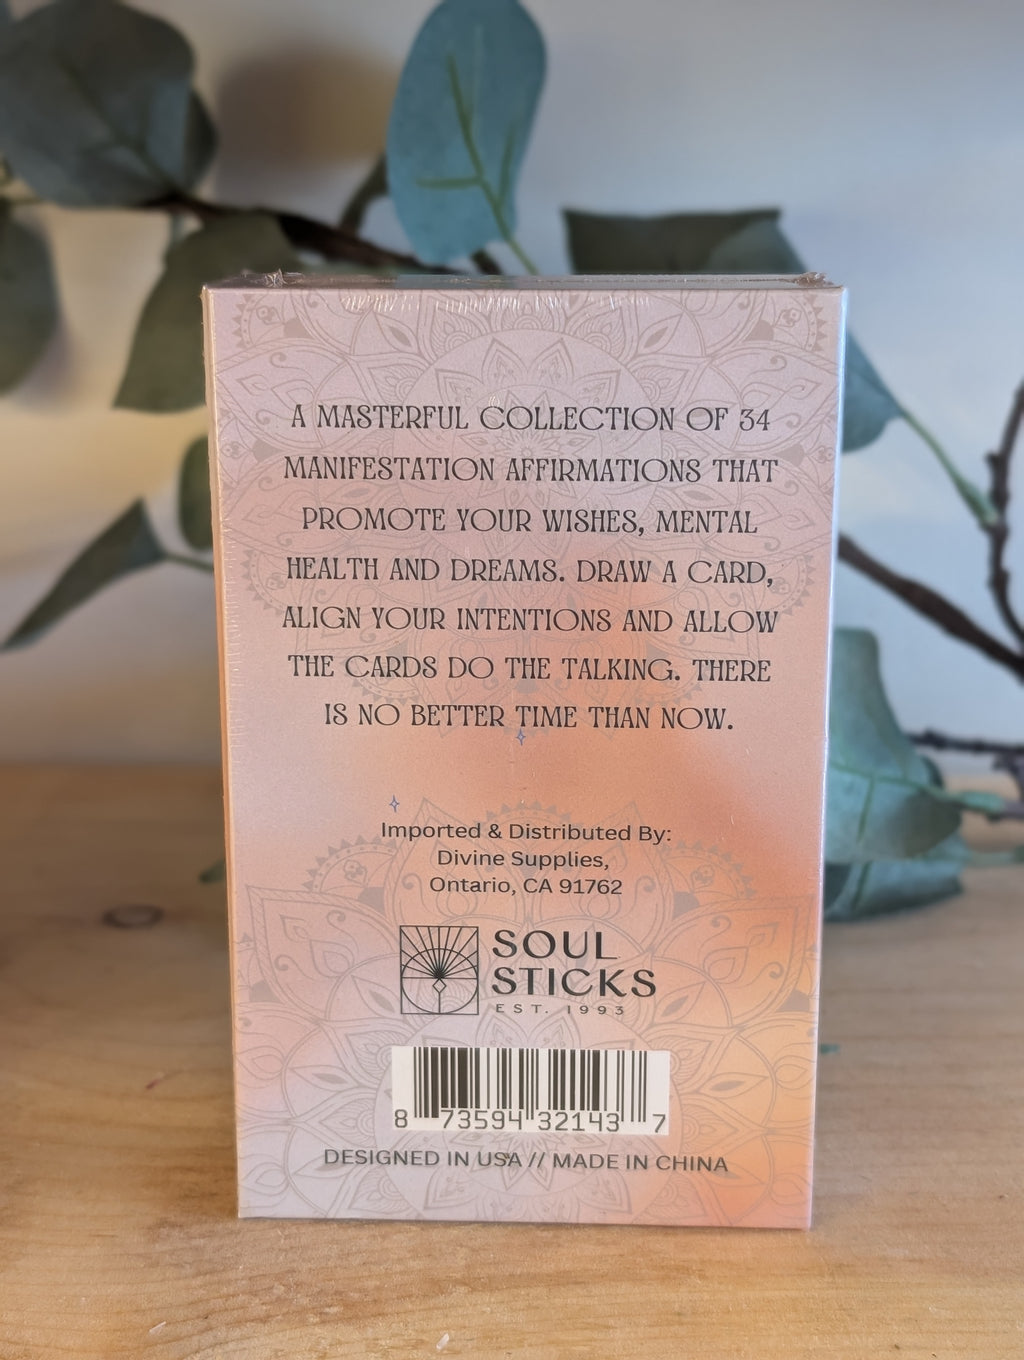 A MASTERFUL COLLECTION OF 34
MANIFESTATION AFFIRMATIONS THAT
PROMOTE YOUR WISHES, MENTAL
HEALTH AND DREAMS. DRAW A CARD,
ALIGN YOUR INTENTIONS AND ALLOW
THE CARDS DO THE TALKING. THERE
IS NO BETTER TIME THAN NOW.
Imported & Distributed By:
Divine Supplies,
Ontario, CA 91762
SOUL
STICKS
EST. 1993
8 73594 32143 7
DESIGNED IN USA // MADE IN CHINA